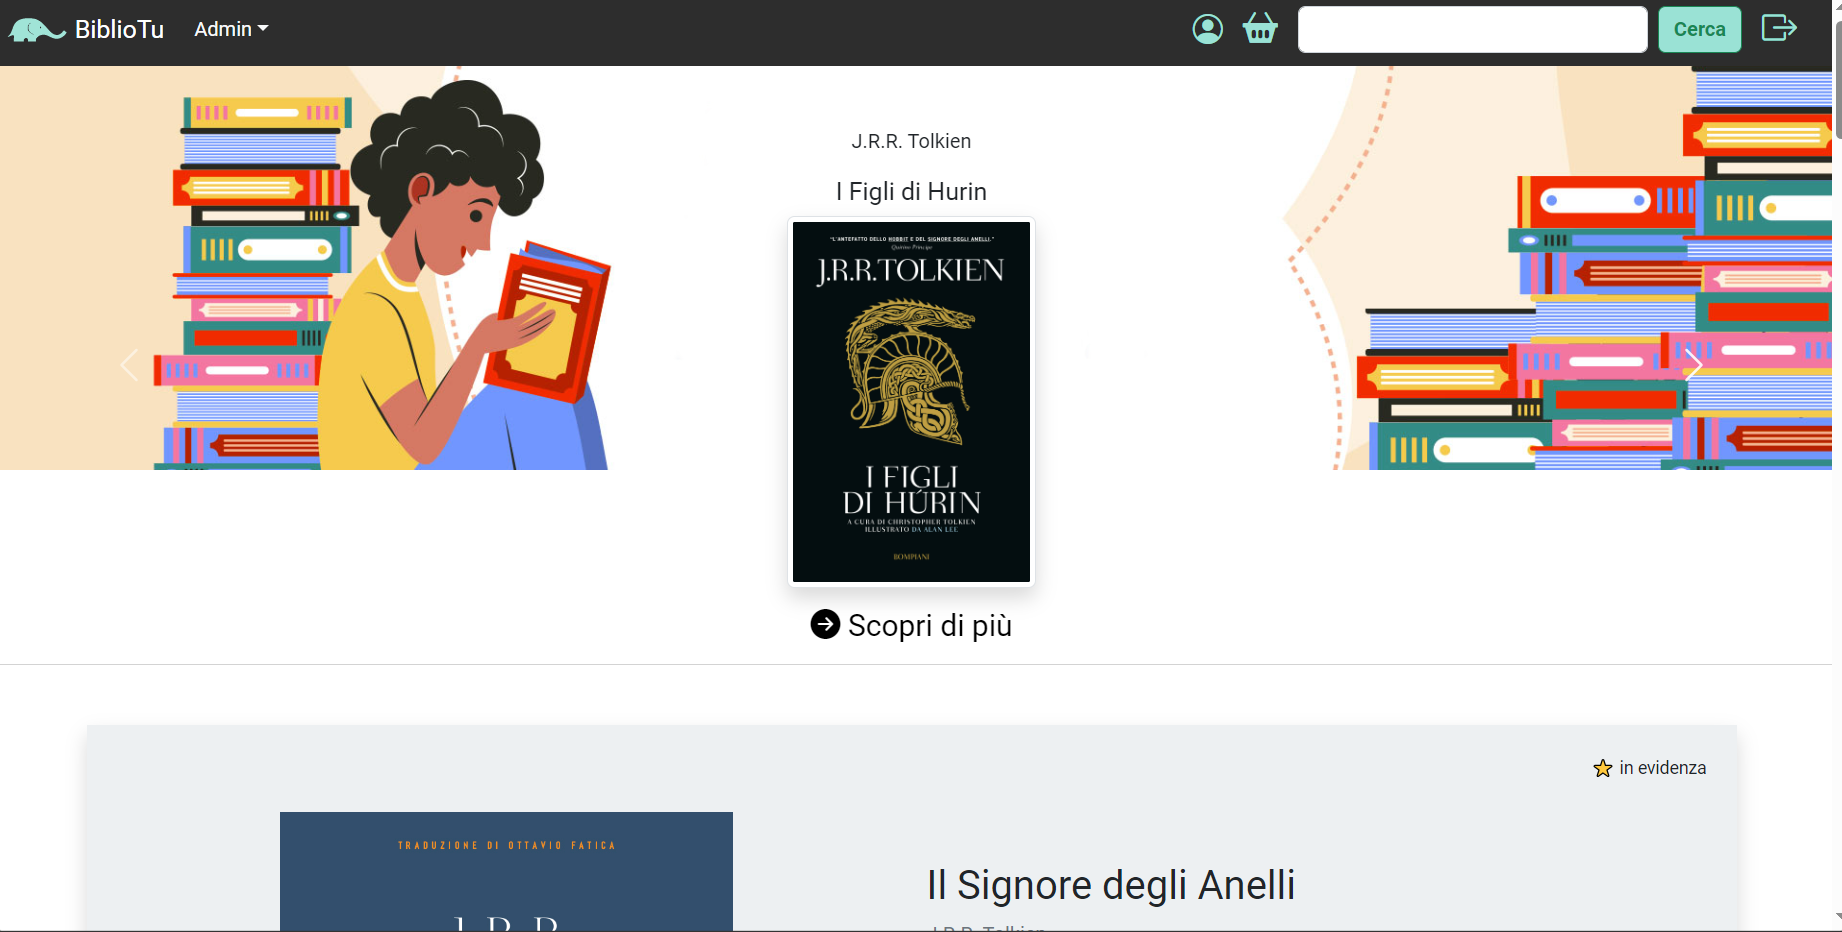 BiblioTu
Admin
Cerca
J.R.R. Tolkien
I Figli di Hurin
"L'ANTEFATTO DELLO HOBBIT E DEL SIGNORE DEGLI ANELLI."
Quirino Principe
J.R.R.TOLKIEN
I FIGLI
DI HÚRIN
A CURA DI CHRISTOPHER TOLKIEN
ILLUSTRATO DA ALAN LEE
BOMPIANI
Scopri di più
in evidenza
TRADUZIONE DI OTTAVIO FATICA
J.R.R.
Il Signore degli Anelli
J.R.R. Tolkien